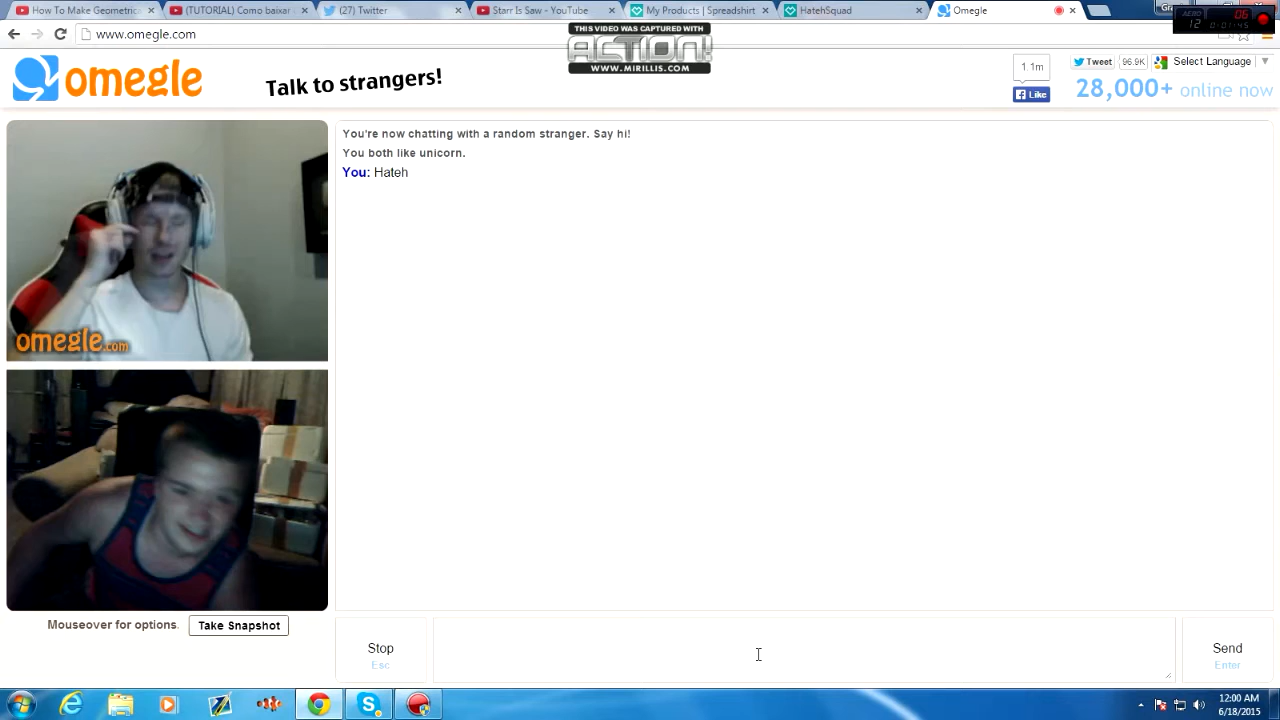 How To Make Geometric
(TUTORIAL) Como baixar
(27) Twitter
Starr Is Saw - YouTube
My Products | Spreadshirt
HatehSquad
Omegle
www.omegle.com
THIS VIDEO WAS CAPTURED WITH
ACTION!
WWW.MIRILLIS.COM
omegle
Talk to strangers!
1.1m
Like
Tweet
96.9K
Select Language
28,000+ online now
You're now chatting with a random stranger. Say hi!
You both like unicorn.
You: Hateh
omegle.com
Mouseover for options.
Take Snapshot
Stop
Esc
Send
Enter
12:00 AM
6/18/2015